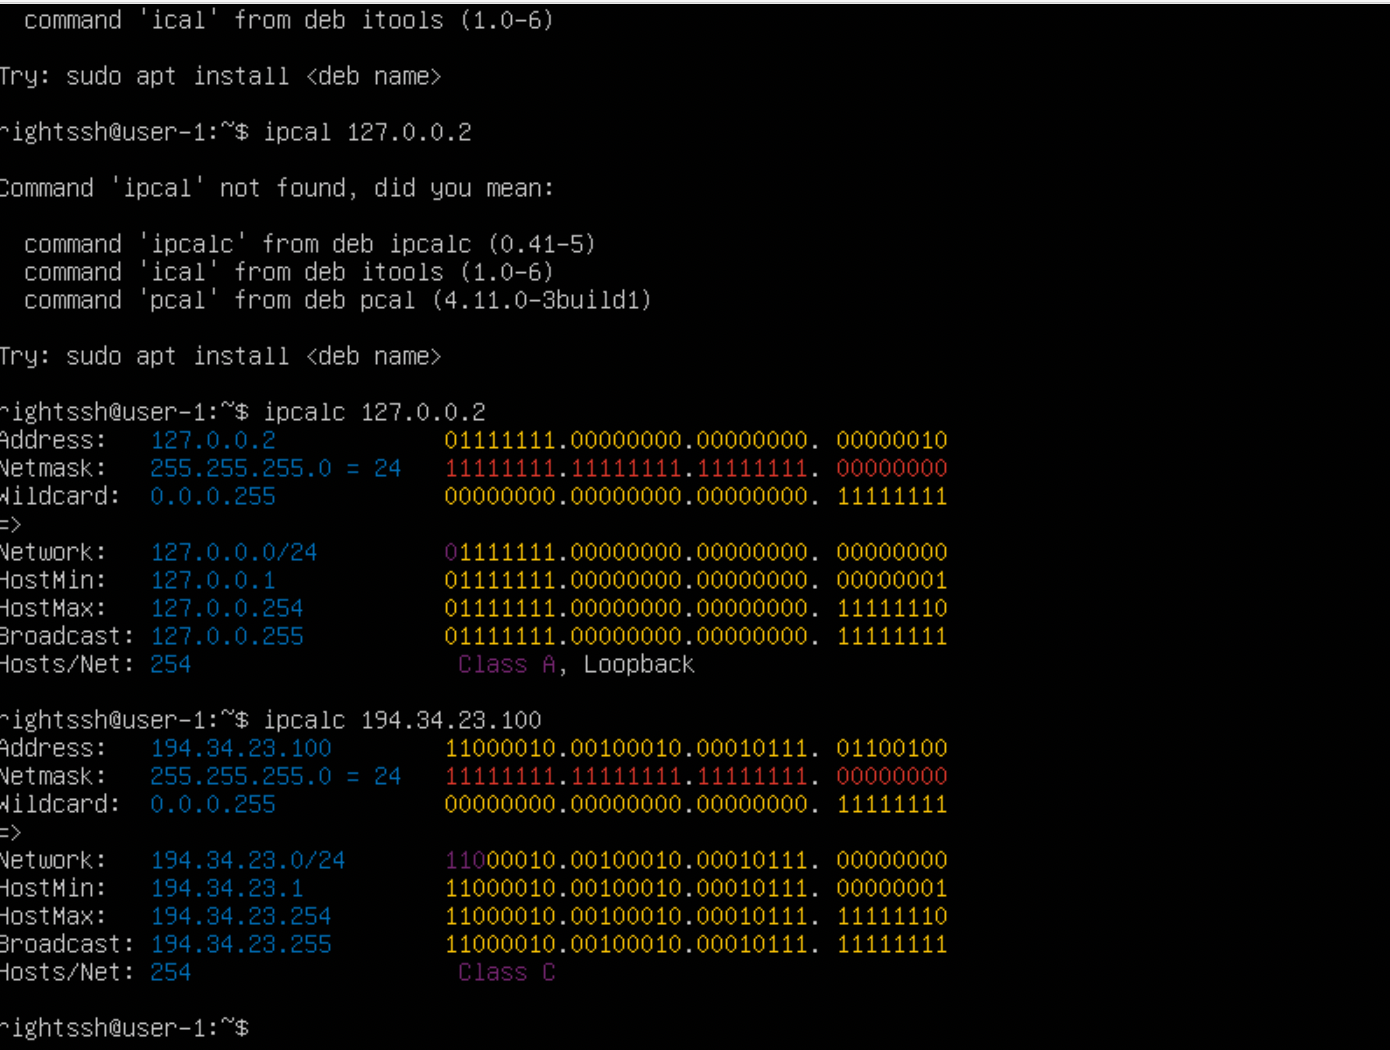 command 'ical' from deb itools (1.0-6)
Try: sudo apt install <deb name>
rightssh@user-1:~$ ipcal 127.0.0.2
Command 'ipcal' not found, did you mean:
command 'ipcalc' from deb ipcalc (0.41-5)
command 'ical' from deb itools (1.0-6)
command 'pcal' from deb pcal (4.11.0-3build1)
Try: sudo apt install <deb name>
rightssh@user-1:~$ ipcalc 127.0.0.2
Address: 127.0.0.2 01111111.00000000.00000000. 00000010
Netmask: 255.255.255.0 = 24 11111111.11111111.11111111. 00000000
Wildcard: 0.0.0.255 00000000.00000000.00000000. 11111111
=>
Network: 127.0.0.0/24 01111111.00000000.00000000. 00000000
HostMin: 127.0.0.1 01111111.00000000.00000000. 00000001
HostMax: 127.0.0.254 01111111.00000000.00000000. 11111110
Broadcast: 127.0.0.255 01111111.00000000.00000000. 11111111
Hosts/Net: 254 Class A, Loopback
rightssh@user-1:~$ ipcalc 194.34.23.100
Address: 194.34.23.100 11000010.00100010.00010111. 01100100
Netmask: 255.255.255.0 = 24 11111111.11111111.11111111. 00000000
Wildcard: 0.0.0.255 00000000.00000000.00000000. 11111111
=>
Network: 194.34.23.0/24 11000010.00100010.00010111. 00000000
HostMin: 194.34.23.1 11000010.00100010.00010111. 00000001
HostMax: 194.34.23.254 11000010.00100010.00010111. 11111110
Broadcast: 194.34.23.255 11000010.00100010.00010111. 11111111
Hosts/Net: 254 Class C
rightssh@user-1:~$